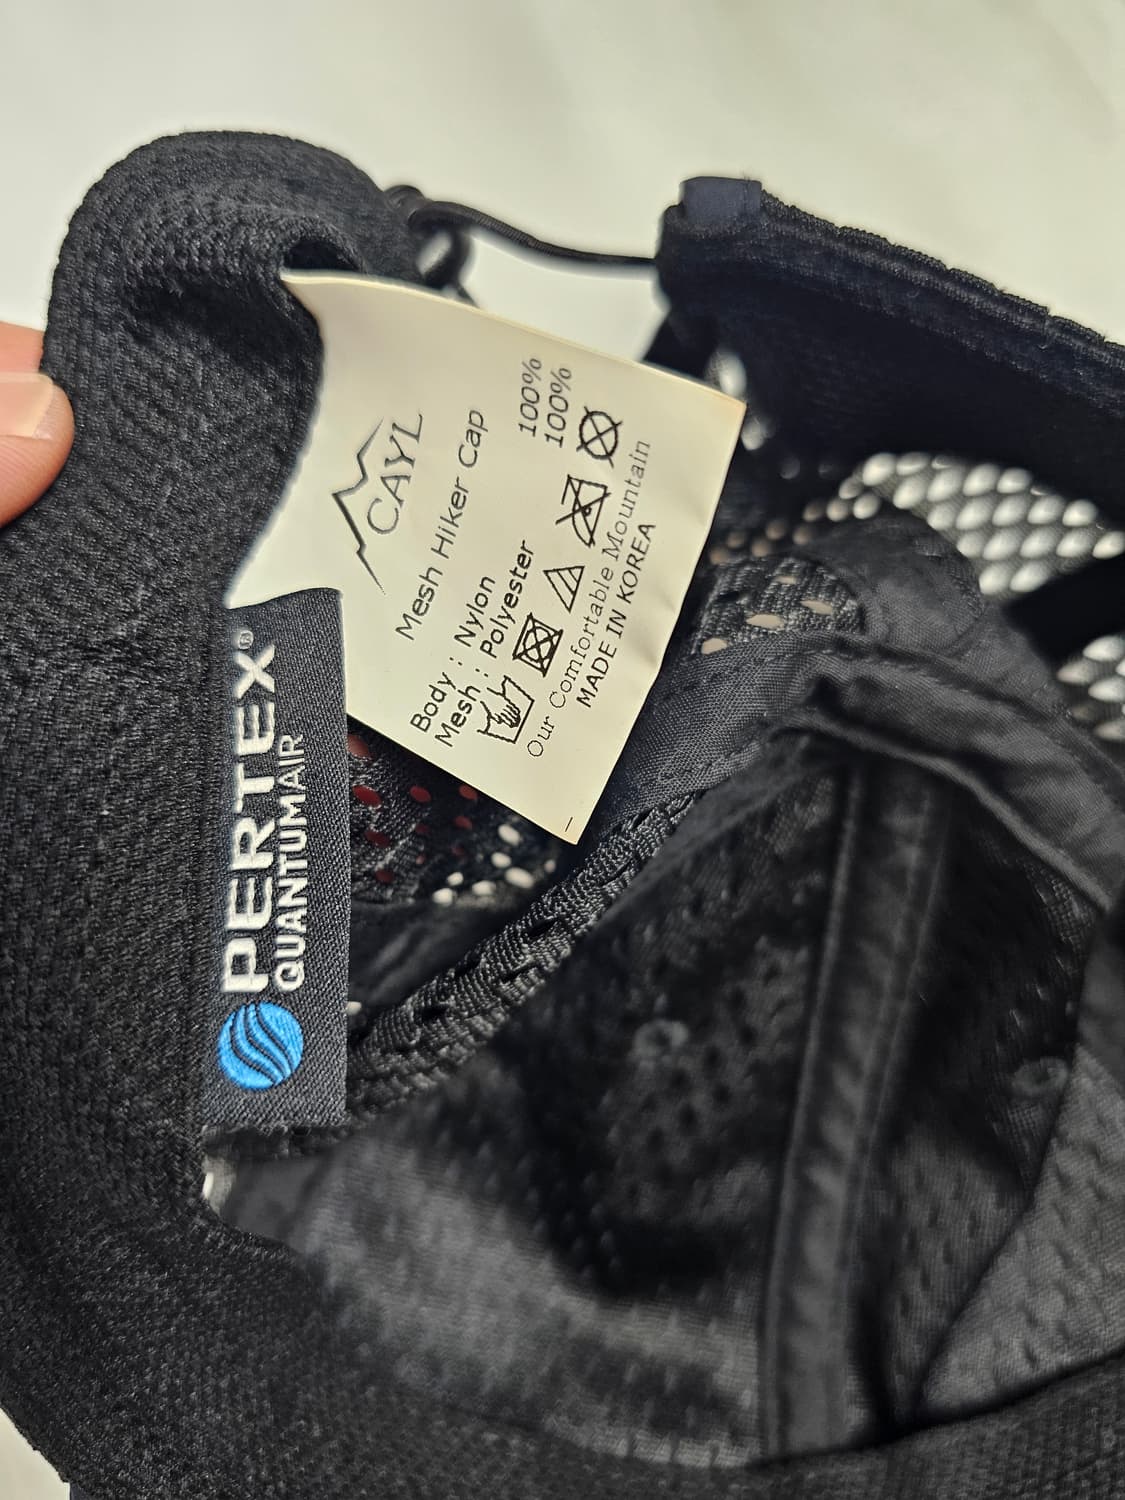 CAYL
Mesh Hiker Cap
Body : Nylon 100%
Mesh : Polyester 100%
Our Comfortable Mountain
MADE IN KOREA
PERTEX®
QUANTUMAIR